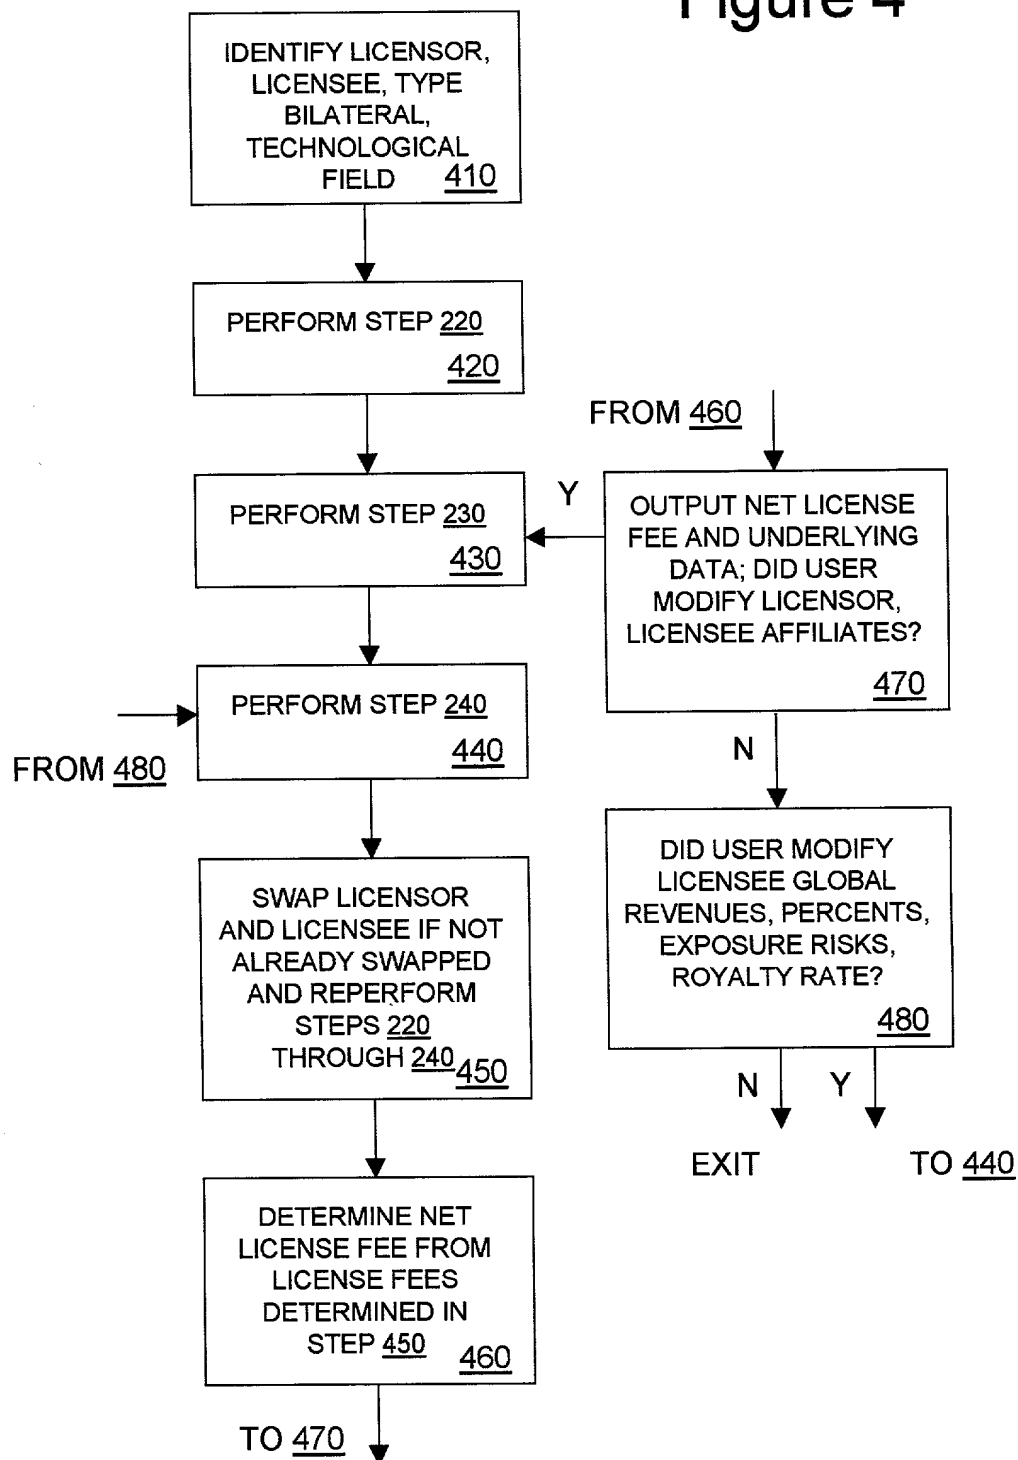 Figure 4
IDENTIFY LICENSOR,
LICENSEE, TYPE
BILATERAL,
TECHNOLOGICAL
FIELD 410
PERFORM STEP 220
420
PERFORM STEP 230
430
PERFORM STEP 240
440
FROM 480
SWAP LICENSOR
AND LICENSEE IF NOT
ALREADY SWAPPED
AND REPERFORM
STEPS 220
THROUGH 240 450
DETERMINE NET
LICENSE FEE FROM
LICENSE FEES
DETERMINED IN
STEP 450 460
TO 470
FROM 460
Y
OUTPUT NET LICENSE
FEE AND UNDERLYING
DATA; DID USER
MODIFY LICENSOR,
LICENSEE AFFILIATES?
470
N
DID USER MODIFY
LICENSEE GLOBAL
REVENUES, PERCENTS,
EXPOSURE RISKS,
ROYALTY RATE?
480
N Y
EXIT TO 440